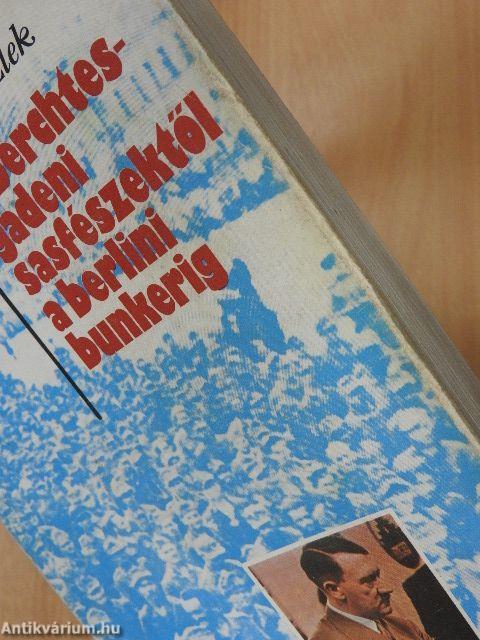 Berchtes-
gadeni
sasfészektől
a berlini
bunkerig
Antikvárium.hu